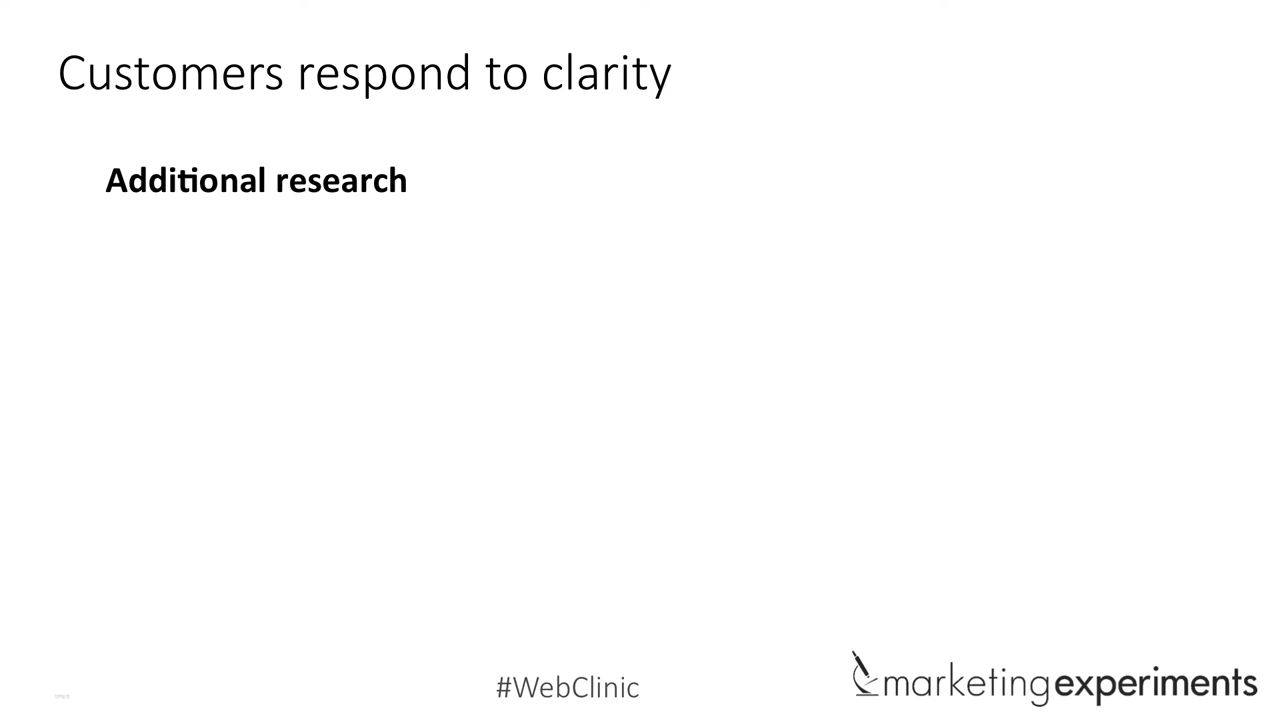 Customers respond to clarity
Additional research
#WebClinic
marketingexperiments